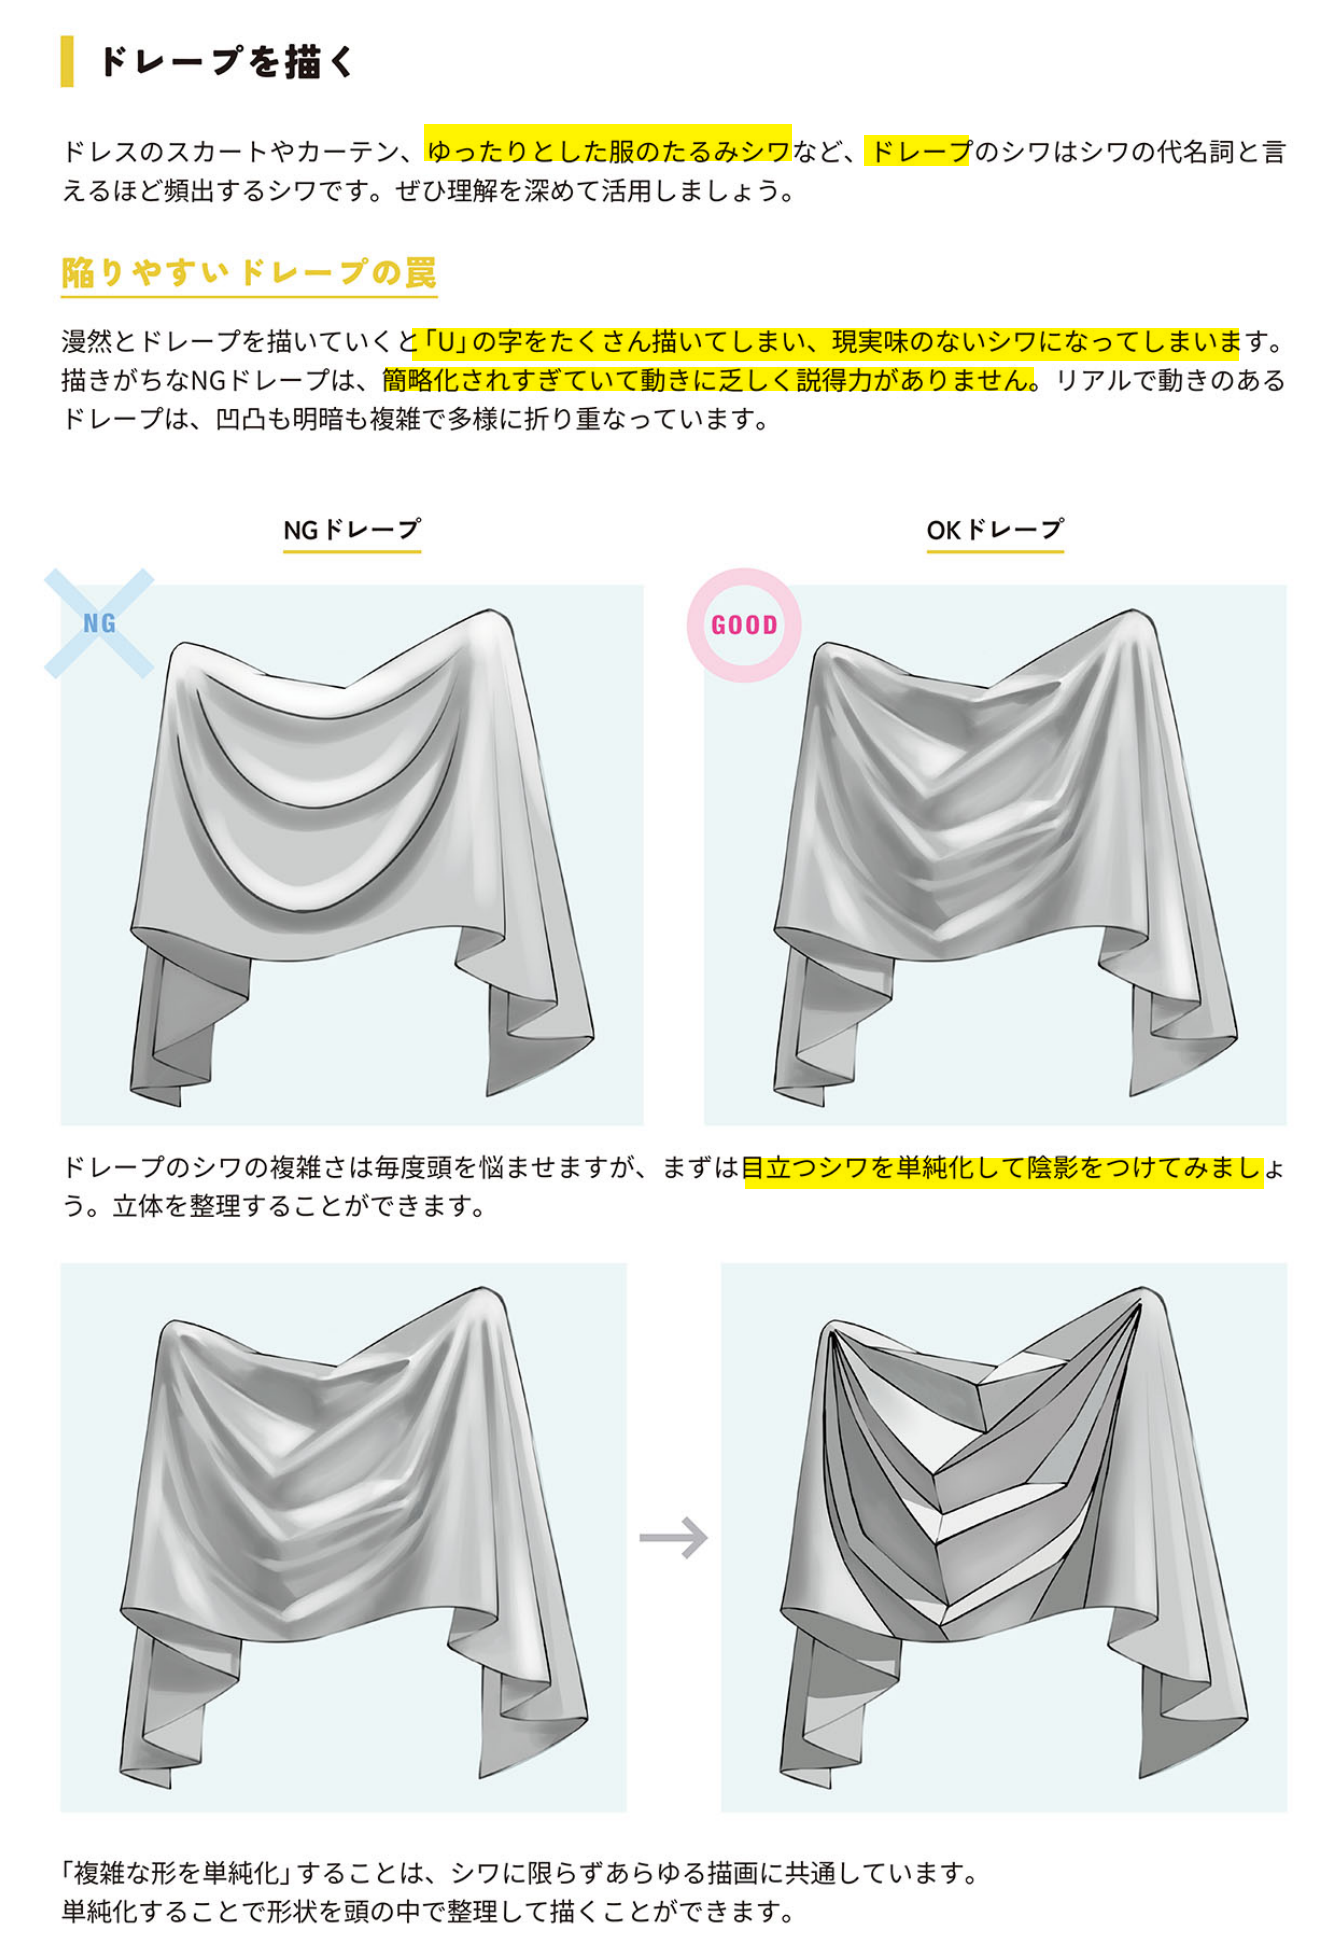 ドレープを描く
ドレスのスカートやカーテン、ゆったりとした服のたるみシワなど、ドレープのシワはシワの代名詞と言
えるほど頻出するシワです。ぜひ理解を深めて活用しましょう。
陥りやすいドレープの罠
漫然とドレープを描いていくと「U」の字をたくさん描いてしまい、現実味のないシワになってしまいます。
描きがちなNGドレープは、簡略化されすぎていて動きに乏しく説得力がありません。リアルで動きのある
ドレープは、凹凸も明暗も複雑で多様に折り重なっています。
NGドレープ
OKドレープ
NG
GOOD
ドレープのシワの複雑さは毎度頭を悩ませますが、まずは目立つシワを単純化して陰影をつけてみましょ
う。立体を整理することができます。
→
「複雑な形を単純化」することは、シワに限らずあらゆる描画に共通しています。
単純化することで形状を頭の中で整理して描くことができます。